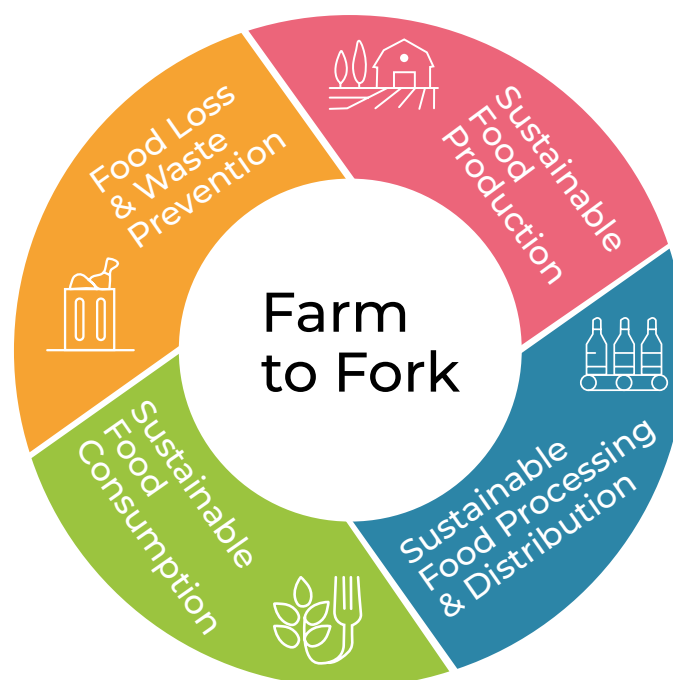 Farm
to Fork
Sustainable
Food
Production
Sustainable
Food Processing
& Distribution
Sustainable
Food
Consumption
Food Loss
& Waste
Prevention